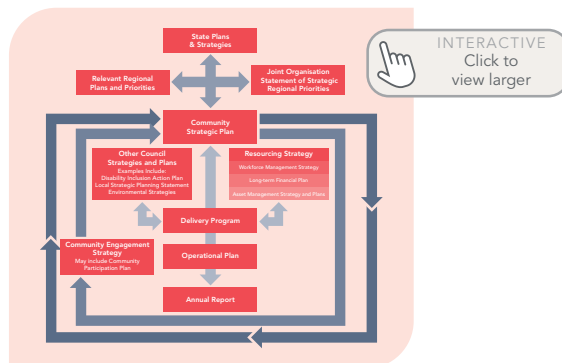 State Plans
& Strategies
INTERACTIVE
Click to
view larger
Relevant Regional
Plans and Priorities
Joint Organisation
Statement of Strategic
Regional Priorities
Community
Strategic Plan
Other Council
Strategies and Plans
Examples Include:
Disability Inclusion Action Plan
Local Strategic Planning Statement
Environmental Strategies
Resourcing Strategy
Workforce Management Strategy
Long-term Financial Plan
Asset Management Strategy and Plans
Delivery Program
Community Engagement
Strategy
May include Community
Participation Plan
Operational Plan
Annual Report